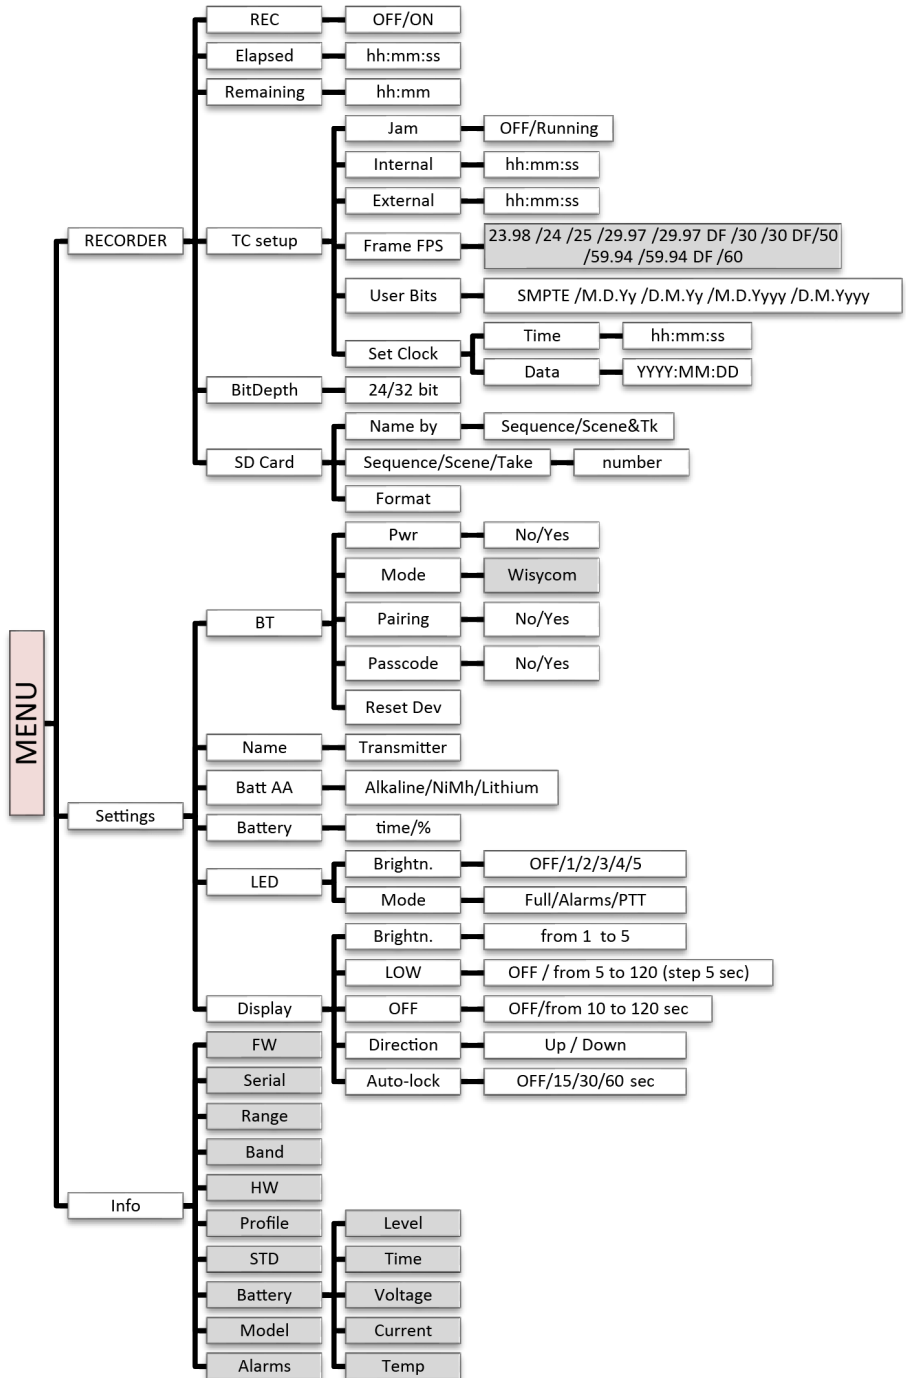 REC OFF/ON
Elapsed hh:mm:ss
Remaining hh:mm
Jam OFF/Running
Internal hh:mm:ss
External hh:mm:ss
RECORDER TC setup Frame FPS 23.98 /24 /25 /29.97 /29.97 DF /30 /30 DF/50
/59.94 /59.94 DF /60
User Bits SMPTE /M.D.Yy /D.M.Yy /M.D.Yyyy /D.M.Yyyy
Time hh:mm:ss
Set Clock
Data YYYY:MM:DD
BitDepth 24/32 bit
Name by Sequence/Scene&Tk
SD Card Sequence/Scene/Take number
Format
Pwr No/Yes
Mode Wisycom
BT Pairing No/Yes
Passcode No/Yes
Reset Dev
MENU
Name Transmitter
Batt AA Alkaline/NiMh/Lithium
Settings
Battery time/%
Brightn. OFF/1/2/3/4/5
LED
Mode Full/Alarms/PTT
Brightn. from 1 to 5
LOW OFF / from 5 to 120 (step 5 sec)
Display OFF OFF/from 10 to 120 sec
FW Direction Up / Down
Serial Auto-lock OFF/15/30/60 sec
Range
Band
HW
Info
Profile Level
STD Time
Battery Voltage
Model Current
Alarms Temp